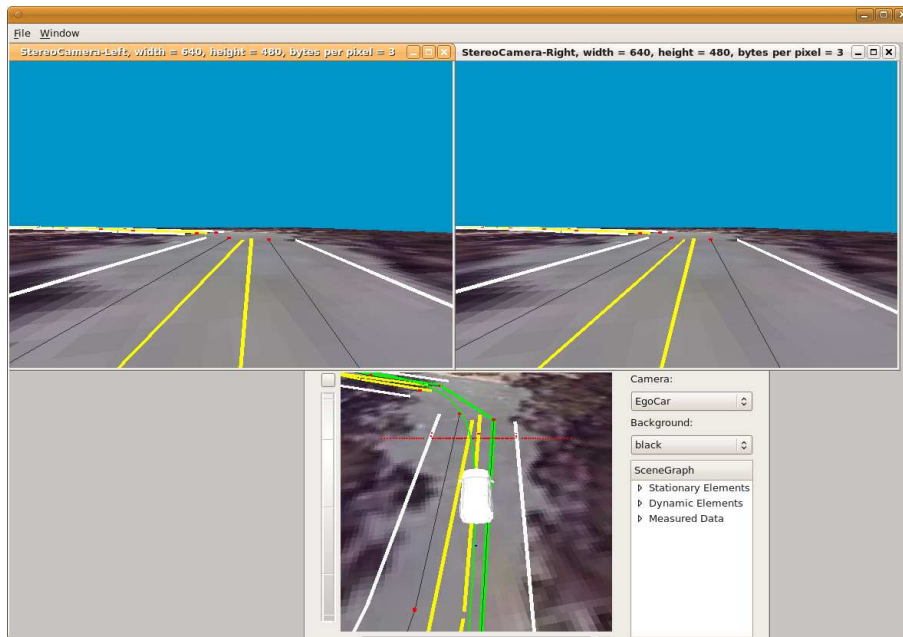 File Window
StereoCamera-Left, width = 640, height = 480, bytes per pixel = 3
StereoCamera-Right, width = 640, height = 480, bytes per pixel = 3
Camera:
EgoCar
Background:
black
SceneGraph
Stationary Elements
Dynamic Elements
Measured Data